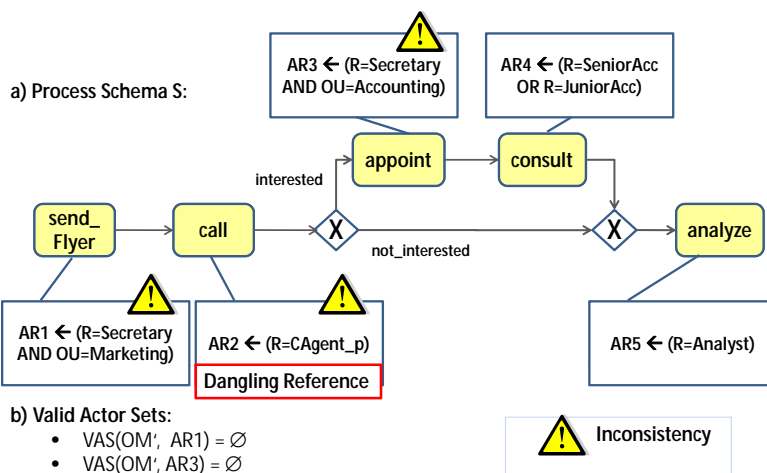 a) Process Schema S:
AR3 ← (R=Secretary
AND OU=Accounting)
AR4 ← (R=SeniorAcc
OR R=JuniorAcc)
appoint
consult
interested
send_
Flyer
call
X
not_interested
X
analyze
AR1 ← (R=Secretary
AND OU=Marketing)
AR2 ← (R=CAgent_p)
Dangling Reference
AR5 ← (R=Analyst)
b) Valid Actor Sets:
• VAS(OM‘, AR1) = ∅
• VAS(OM‘, AR3) = ∅
! Inconsistency